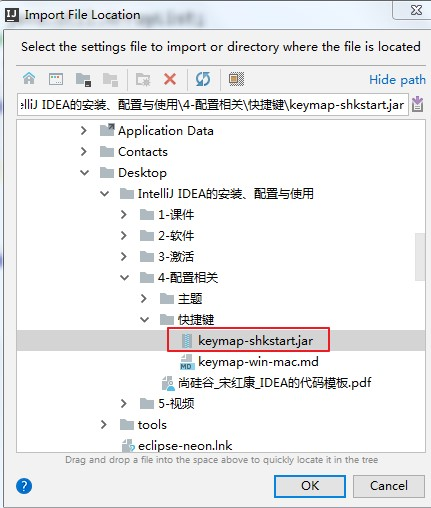 Import File Location
Select the settings file to import or directory where the file is located
Hide path
elliJ IDEA的安装、配置与使用\4-配置相关\快捷键\keymap-shkstart.jar
Application Data
Contacts
Desktop
IntelliJ IDEA的安装、配置与使用
1-课件
2-软件
3-激活
4-配置相关
主题
快捷键
keymap-shkstart.jar
keymap-win-mac.md
尚硅谷_宋红康_IDEA的代码模板.pdf
5-视频
tools
eclipse-neon.lnk
Drag and drop a file into the space above to quickly locate it in the tree
? OK Cancel